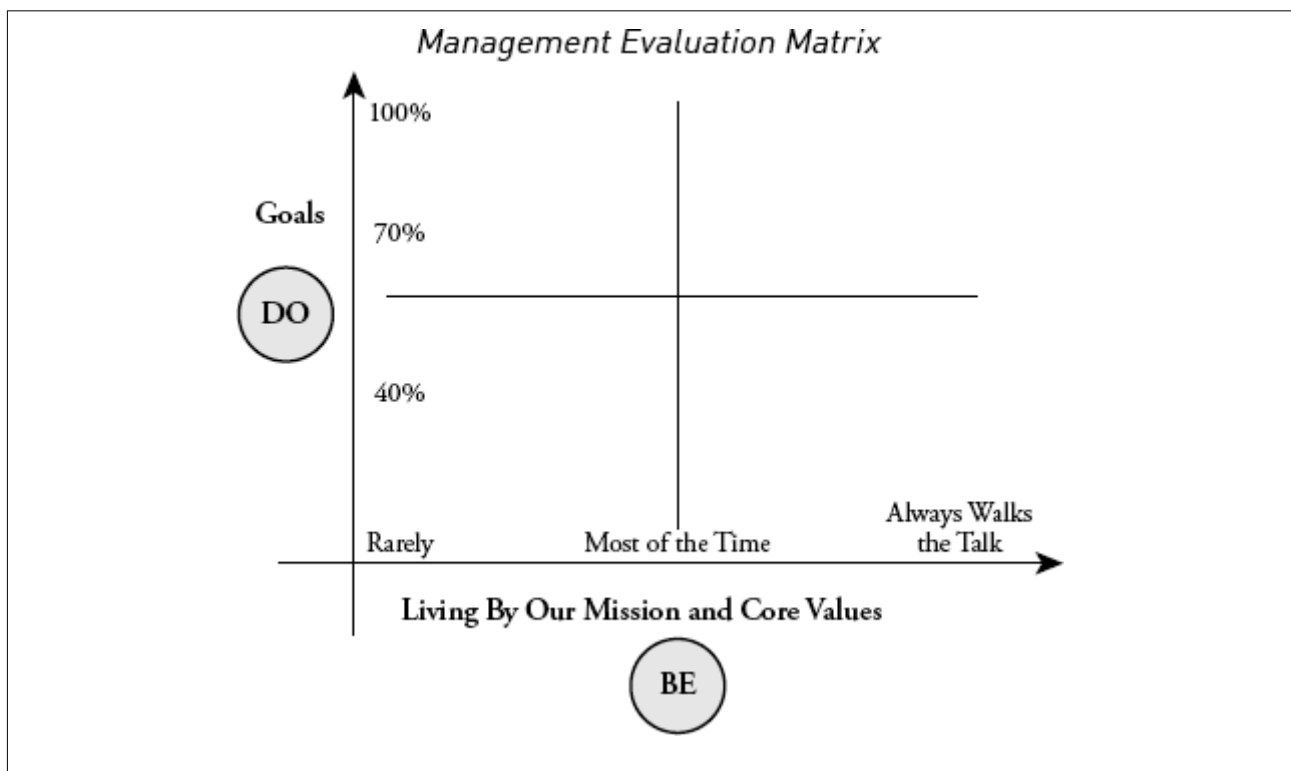 Management Evaluation Matrix
100%
Goals
70%
DO
40%
Always Walks
the Talk
Rarely
Most of the Time
Living By Our Mission and Core Values
BE